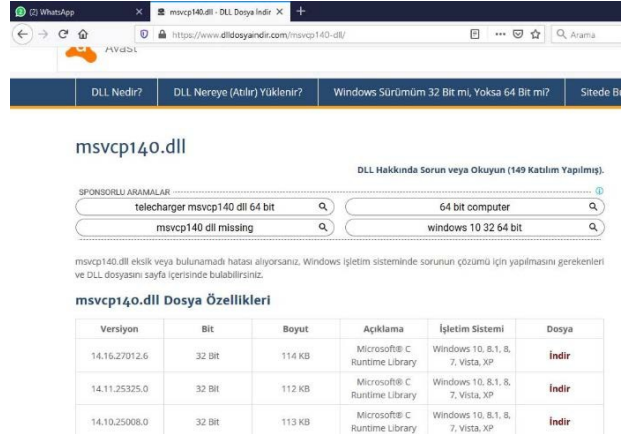 (2) WhatsApp
msvcp140.dll - DLL Dosya İndir
https://www.dlldosyaindir.com/msvcp140-dll/
Arama
Avast
DLL Nedir?
DLL Nereye (Atılır) Yüklenir?
Windows Sürümüm 32 Bit mi, Yoksa 64 Bit mi?
Sitede
msvcp140.dll
DLL Hakkında Sorun veya Okuyun (149 Katılım Yapılmış).
SPONSORLU ARAMALAR
telecharger msvcp140 dll 64 bit
64 bit computer
msvcp140 dll missing
windows 10 32 64 bit
msvcp140.dll eksik veya bulunamadı hatası alıyorsanız. Windows işletim sisteminde sorunun çözümü için yapılmasını gerekenleri
ve DLL dosyasını sayfa içerisinde bulabilirsiniz.
msvcp140.dll Dosya Özellikleri
Versiyon Bit Boyut Açıklama İşletim Sistemi Dosya
14.16.27012.6 32 Bit 114 KB Microsoft® C Runtime Library Windows 10, 8.1, 8, 7, Vista, XP İndir
14.11.25325.0 32 Bit 112 KB Microsoft® C Runtime Library Windows 10, 8.1, 8, 7, Vista, XP İndir
14.10.25008.0 32 Bit 113 KB Microsoft® C Runtime Library Windows 10, 8.1, 8, 7, Vista, XP İndir